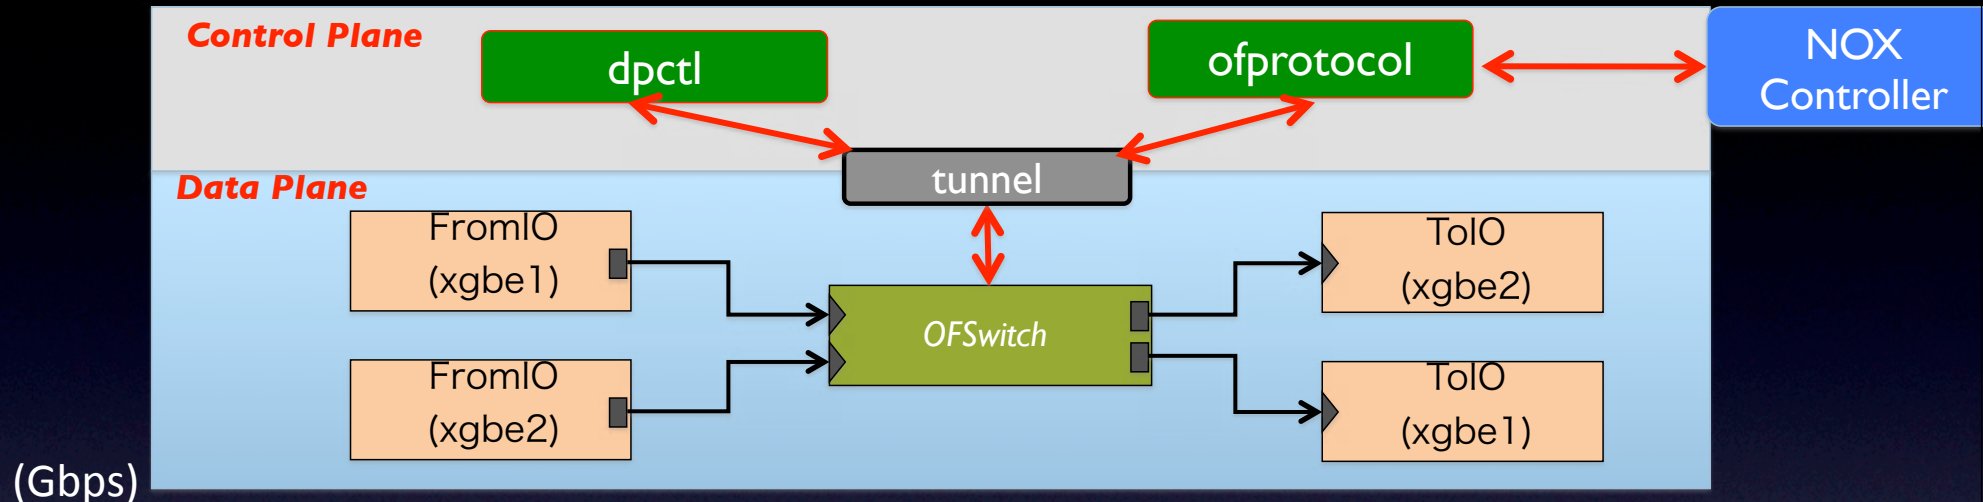 Control Plane
dpctl
ofprotocol
NOX
Controller
tunnel
Data Plane
FromIO
(xgbe1)
ToIO
(xgbe2)
OFSwitch
FromIO
(xgbe2)
ToIO
(xgbe1)
(Gbps)